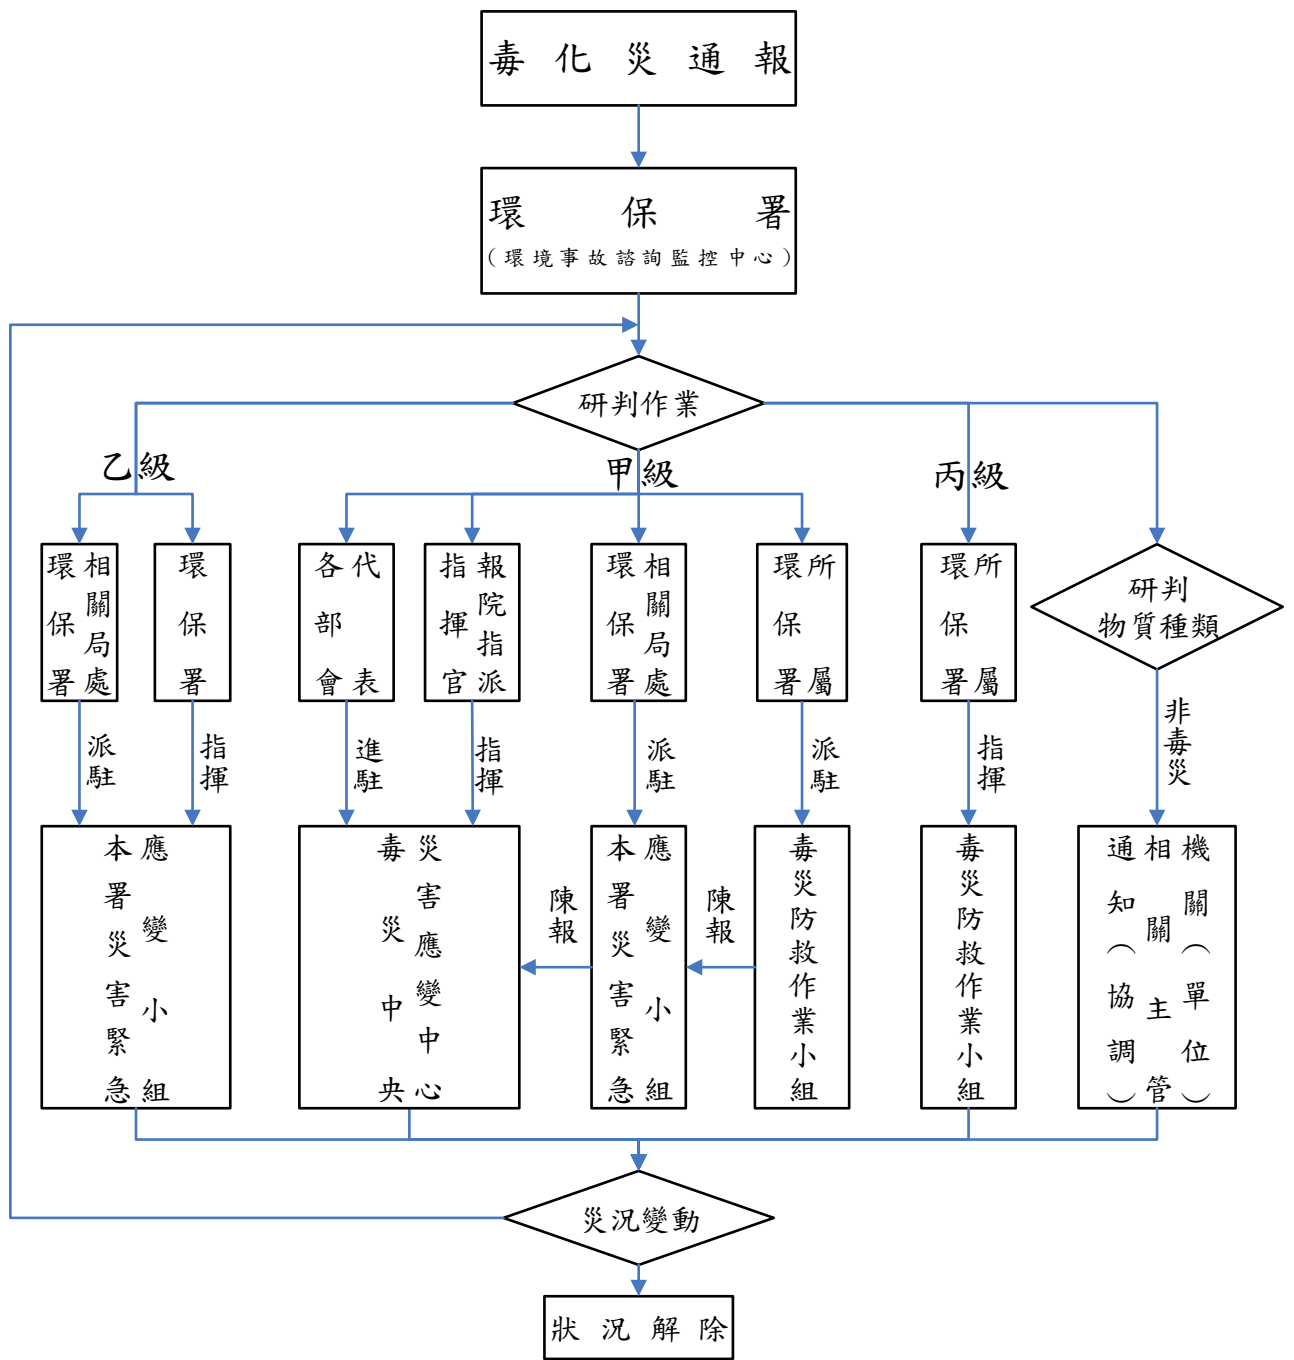 毒化災通報
環保署
（環境事故諮詢監控中心）
研判作業
乙級
甲級
丙級
環保署
相關局處
環保署
各部會
代表
指揮官
報院指派
環保署
相關局處
環保署
所屬
環保署
所屬
研判
物質種類
派駐
指揮
進駐
指揮
派駐
派駐
指揮
非毒災
本署災害緊急
應變小組
毒災中央
災害應變中心
陳報
本署災害緊急
應變小組
陳報
毒災防救作業小組
毒災防救作業小組
通知（協調）
相關主管
機關（單位）
災況變動
狀況解除